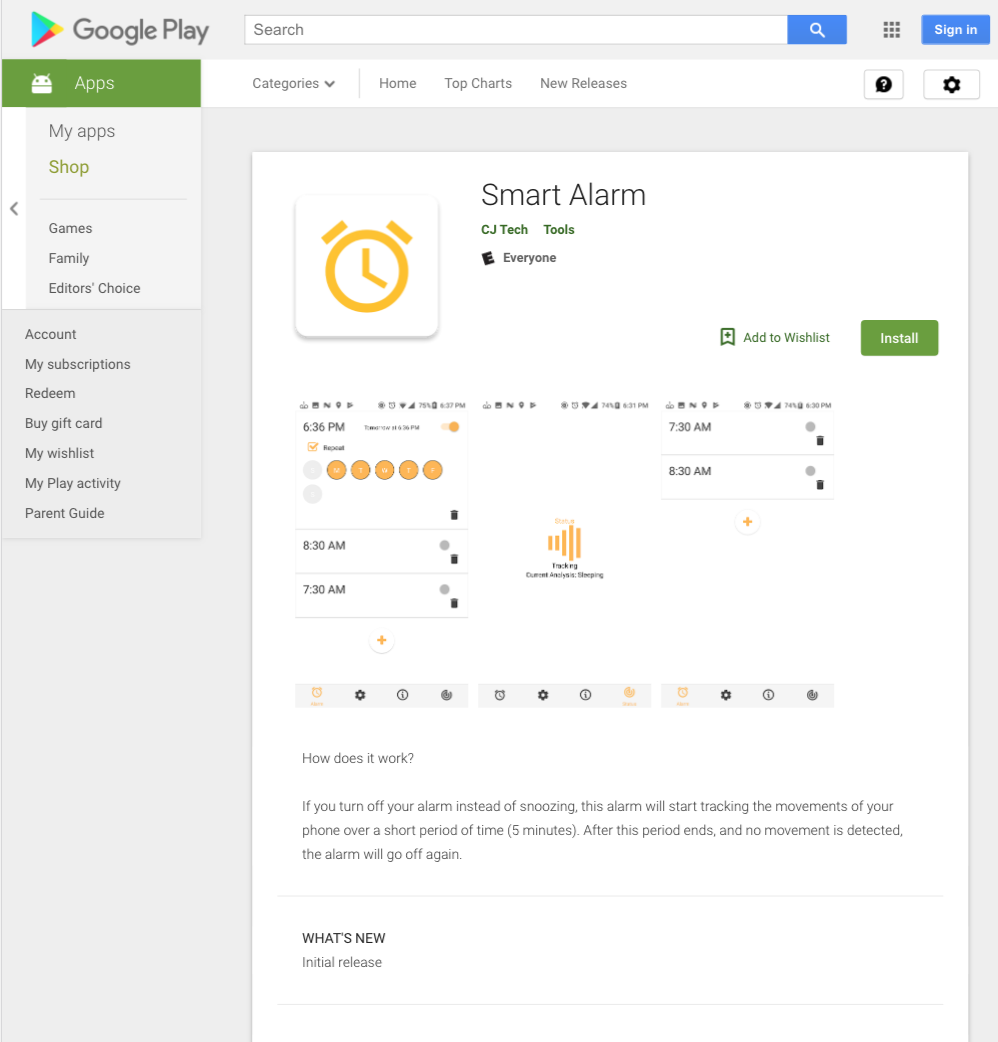 Google Play
Search
Sign in
Apps
Categories
Home
Top Charts
New Releases
My apps
Shop
Games
Family
Editors' Choice
Account
My subscriptions
Redeem
Buy gift card
My wishlist
My Play activity
Parent Guide
Smart Alarm
CJ Tech Tools
Everyone
Add to Wishlist
Install
75% 6:37 PM
6:36 PM Tomorrow at 6:36 PM
Repeat
M T W T F
8:30 AM
7:30 AM
74% 6:31 PM
Status
Tracking
Current Analysis: Sleeping
74% 6:30 PM
7:30 AM
8:30 AM
Alarm
Status
Alarm
How does it work?
If you turn off your alarm instead of snoozing, this alarm will start tracking the movements of your
phone over a short period of time (5 minutes). After this period ends, and no movement is detected,
the alarm will go off again.
WHAT'S NEW
Initial release